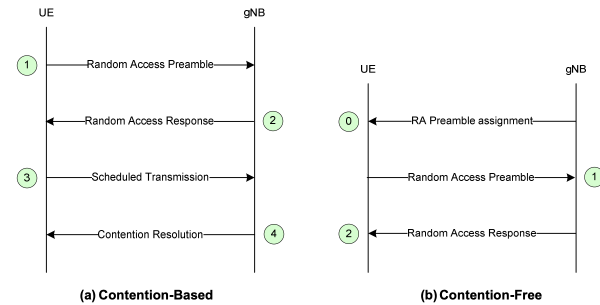 UE
gNB
1
Random Access Preamble
Random Access Response
2
3
Scheduled Transmission
Contention Resolution
4
(a) Contention-Based
UE
gNB
0
RA Preamble assignment
Random Access Preamble
1
2
Random Access Response
(b) Contention-Free